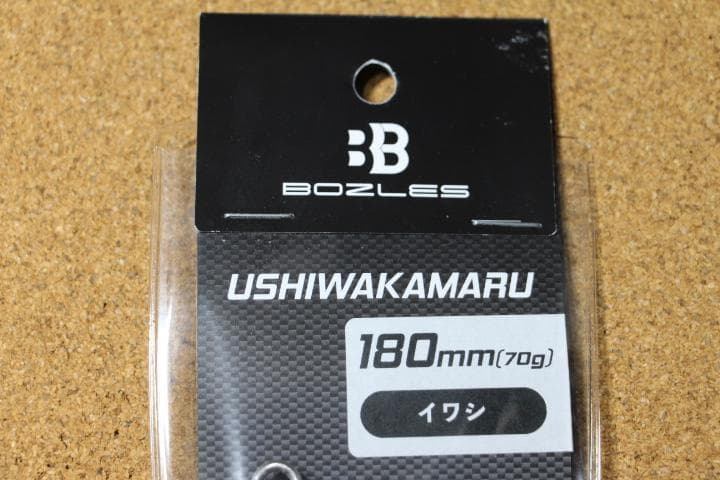 BB
BOZLES
USHIWAKAMARU
180mm(70g)
イワシ